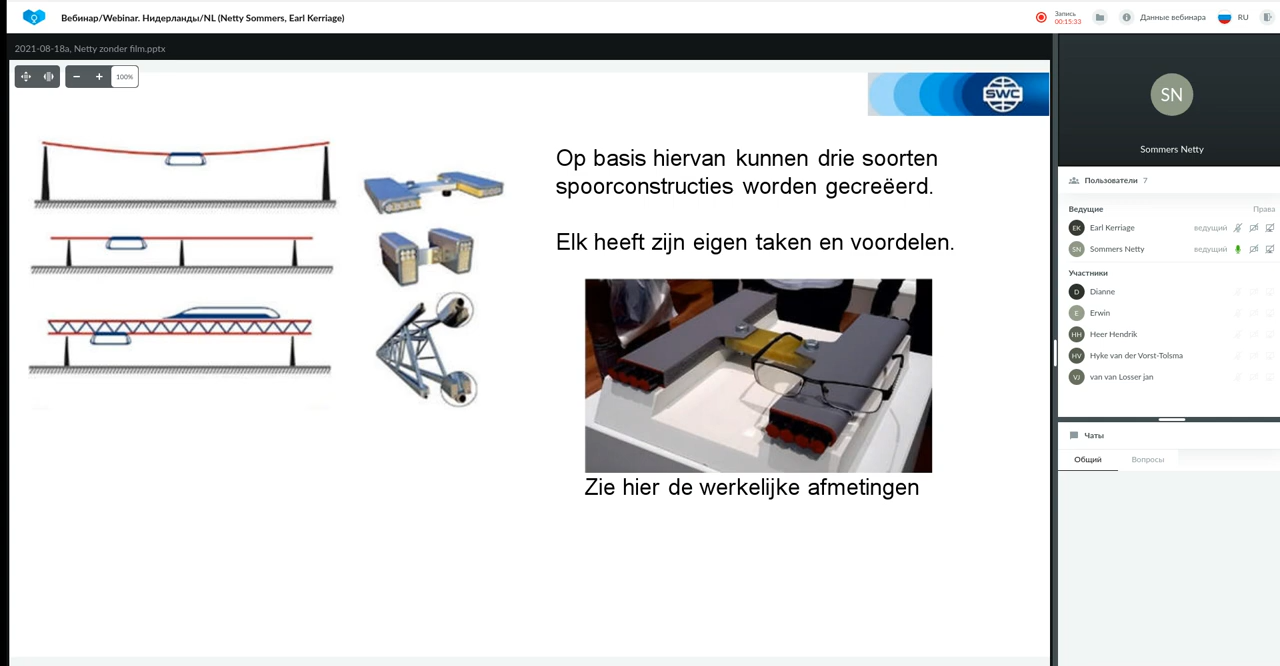 Вебинар/Webinar. Нидерланды/NL (Netty Sommers, Earl Kerriage)
Запись
00:15:33
Данные вебинара
RU
2021-08-18a, Netty zonder film.pptx
100%
SWC
Op basis hiervan kunnen drie soorten
spoorconstructies worden gecreëerd.
Elk heeft zijn eigen taken en voordelen.
Zie hier de werkelijke afmetingen
SN
Sommers Netty
Пользователи 7
Ведущие Права
EK Earl Kerriage ведущий
SN Sommers Netty ведущий
Участники
D Dianne
E Erwin
HH Heer Hendrik
HV Hyke van der Vorst-Tolsma
VJ van van Losser jan
Чаты
Общий Вопросы